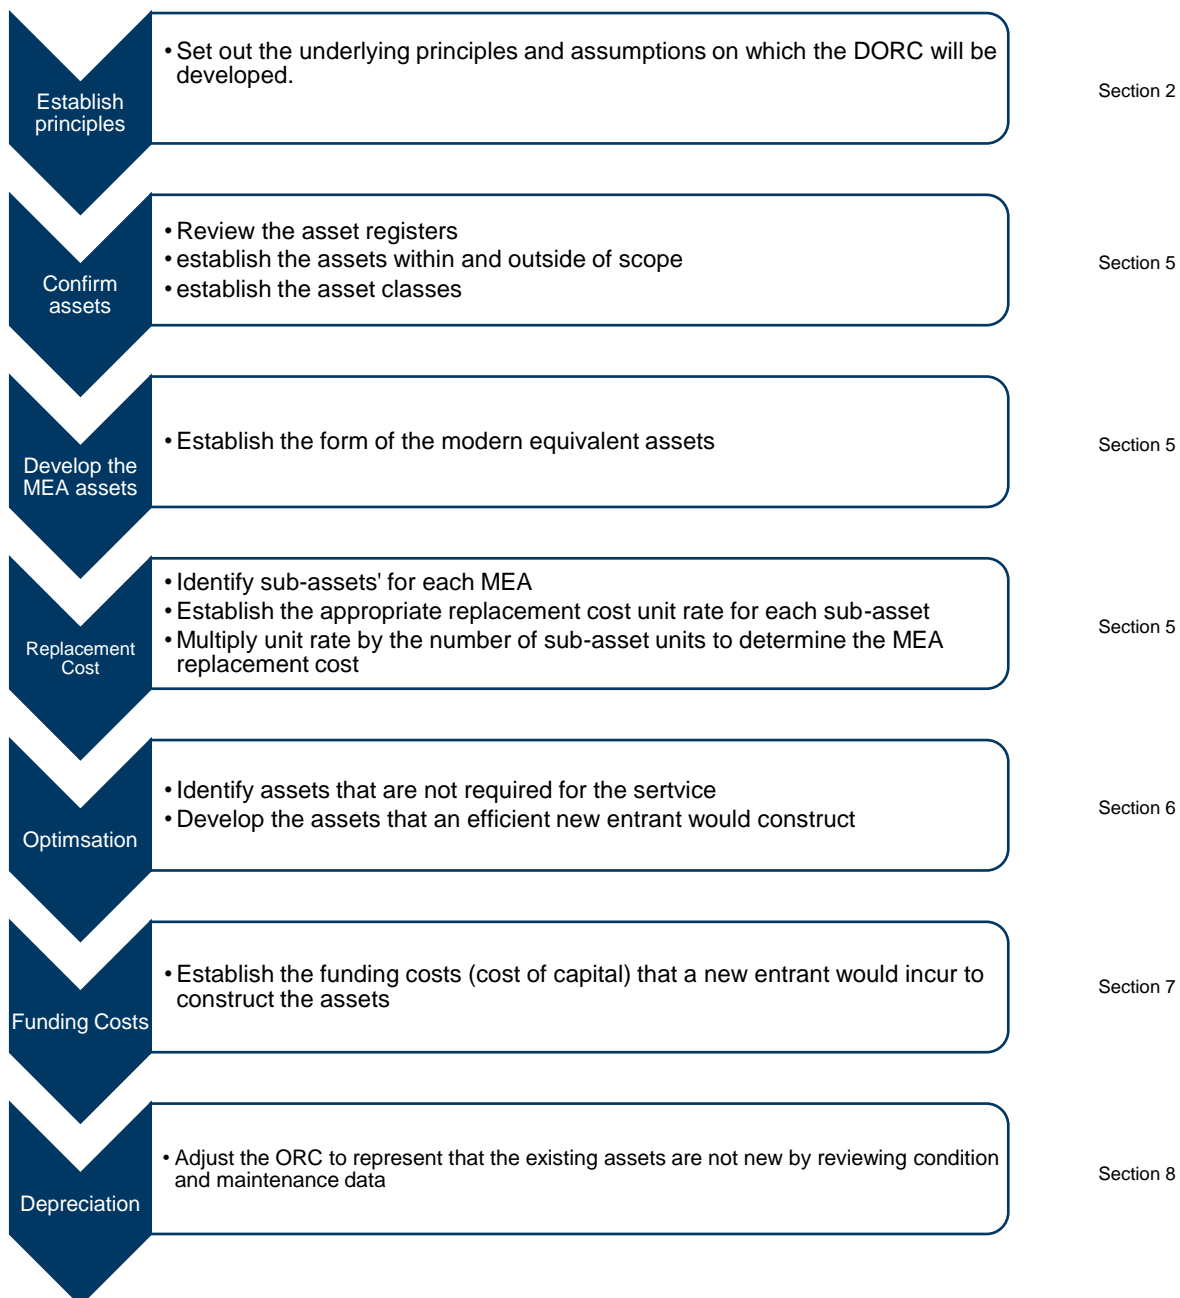 Establish
principles
• Set out the underlying principles and assumptions on which the DORC will be
developed.
Section 2
Confirm
assets
• Review the asset registers
• establish the assets within and outside of scope
• establish the asset classes
Section 5
Develop the
MEA assets
• Establish the form of the modern equivalent assets
Section 5
Replacement
Cost
• Identify sub-assets' for each MEA
• Establish the appropriate replacement cost unit rate for each sub-asset
• Multiply unit rate by the number of sub-asset units to determine the MEA
replacement cost
Section 5
Optimsation
• Identify assets that are not required for the sertvice
• Develop the assets that an efficient new entrant would construct
Section 6
Funding Costs
• Establish the funding costs (cost of capital) that a new entrant would incur to
construct the assets
Section 7
Depreciation
• Adjust the ORC to represent that the existing assets are not new by reviewing condition
and maintenance data
Section 8